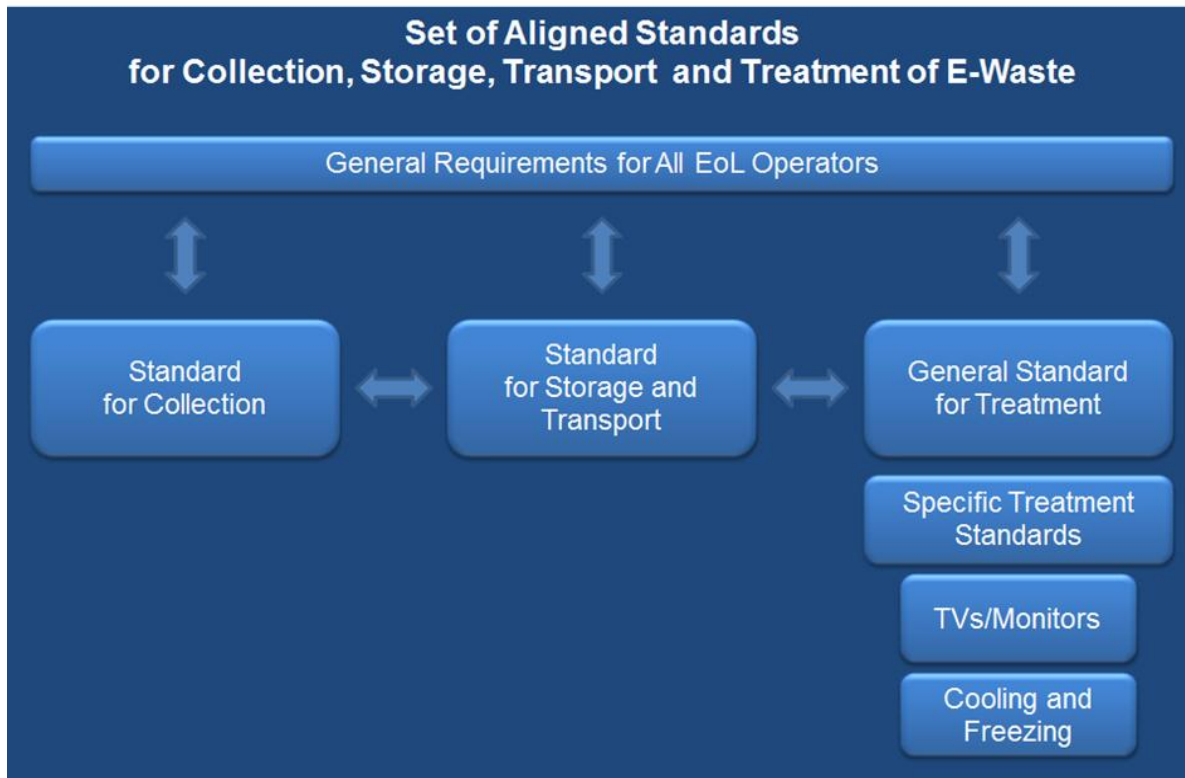 Set of Aligned Standards
for Collection, Storage, Transport and Treatment of E-Waste
General Requirements for All EoL Operators
Standard
for Collection
Standard
for Storage and
Transport
General Standard
for Treatment
Specific Treatment
Standards
TVs/Monitors
Cooling and
Freezing